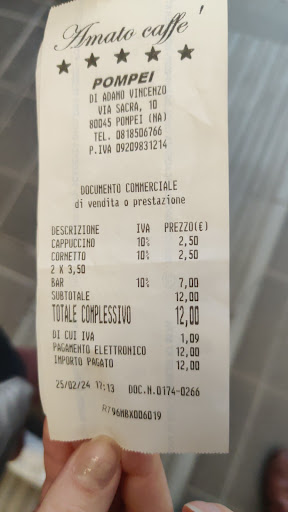 Amato caffe'
POMPEI
DI ADAMO VINCENZO
VIA SACRA, 10
80045 POMPEI (NA)
TEL. 0818506766
P.IVA 09209831214
DOCUMENTO COMMERCIALE
di vendita o prestazione
DESCRIZIONE IVA PREZZO(€)
CAPPUCCINO 10% 2,50
CORNETTO 10% 2,50
2 X 3,50
BAR 10% 7,00
SUBTOTALE 12,00
TOTALE COMPLESSIVO 12,00
DI CUI IVA 1,09
PAGAMENTO ELETTRONICO 12,00
IMPORTO PAGATO 12,00
25/02/24 17:13 DOC.N.0174-0266
R796MBX006019